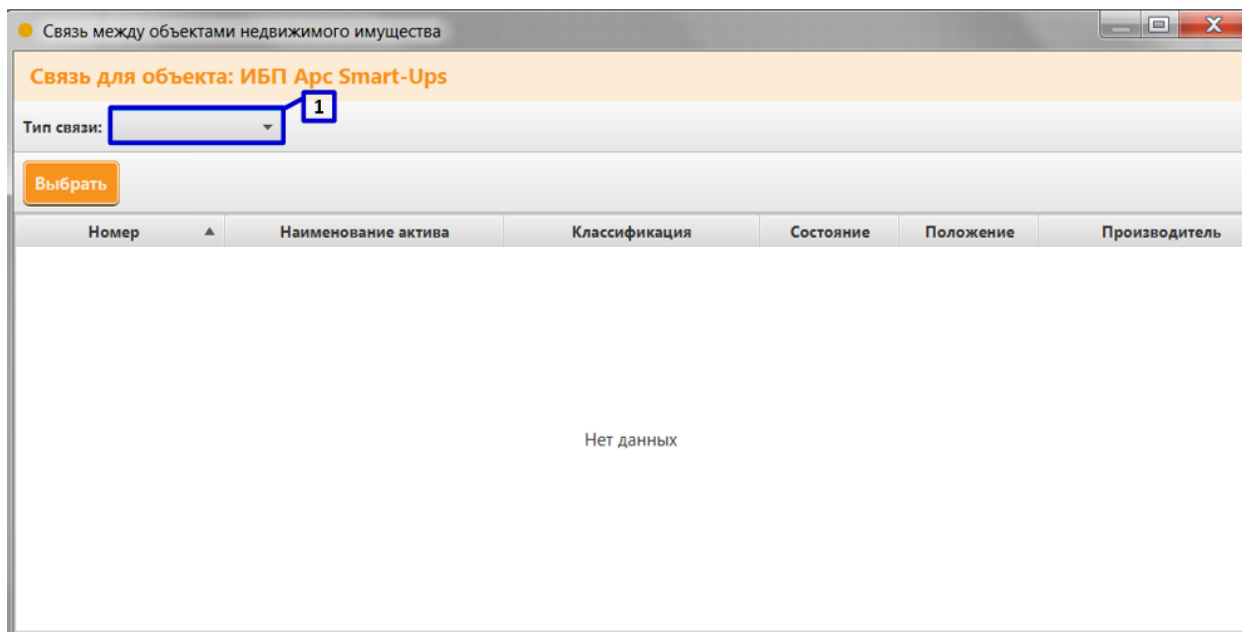 Связь между объектами недвижимого имущества
Связь для объекта: ИБП Apc Smart-Ups
1
Тип связи:
Выбрать
Номер Наименование актива Классификация Состояние Положение Производитель
Нет данных